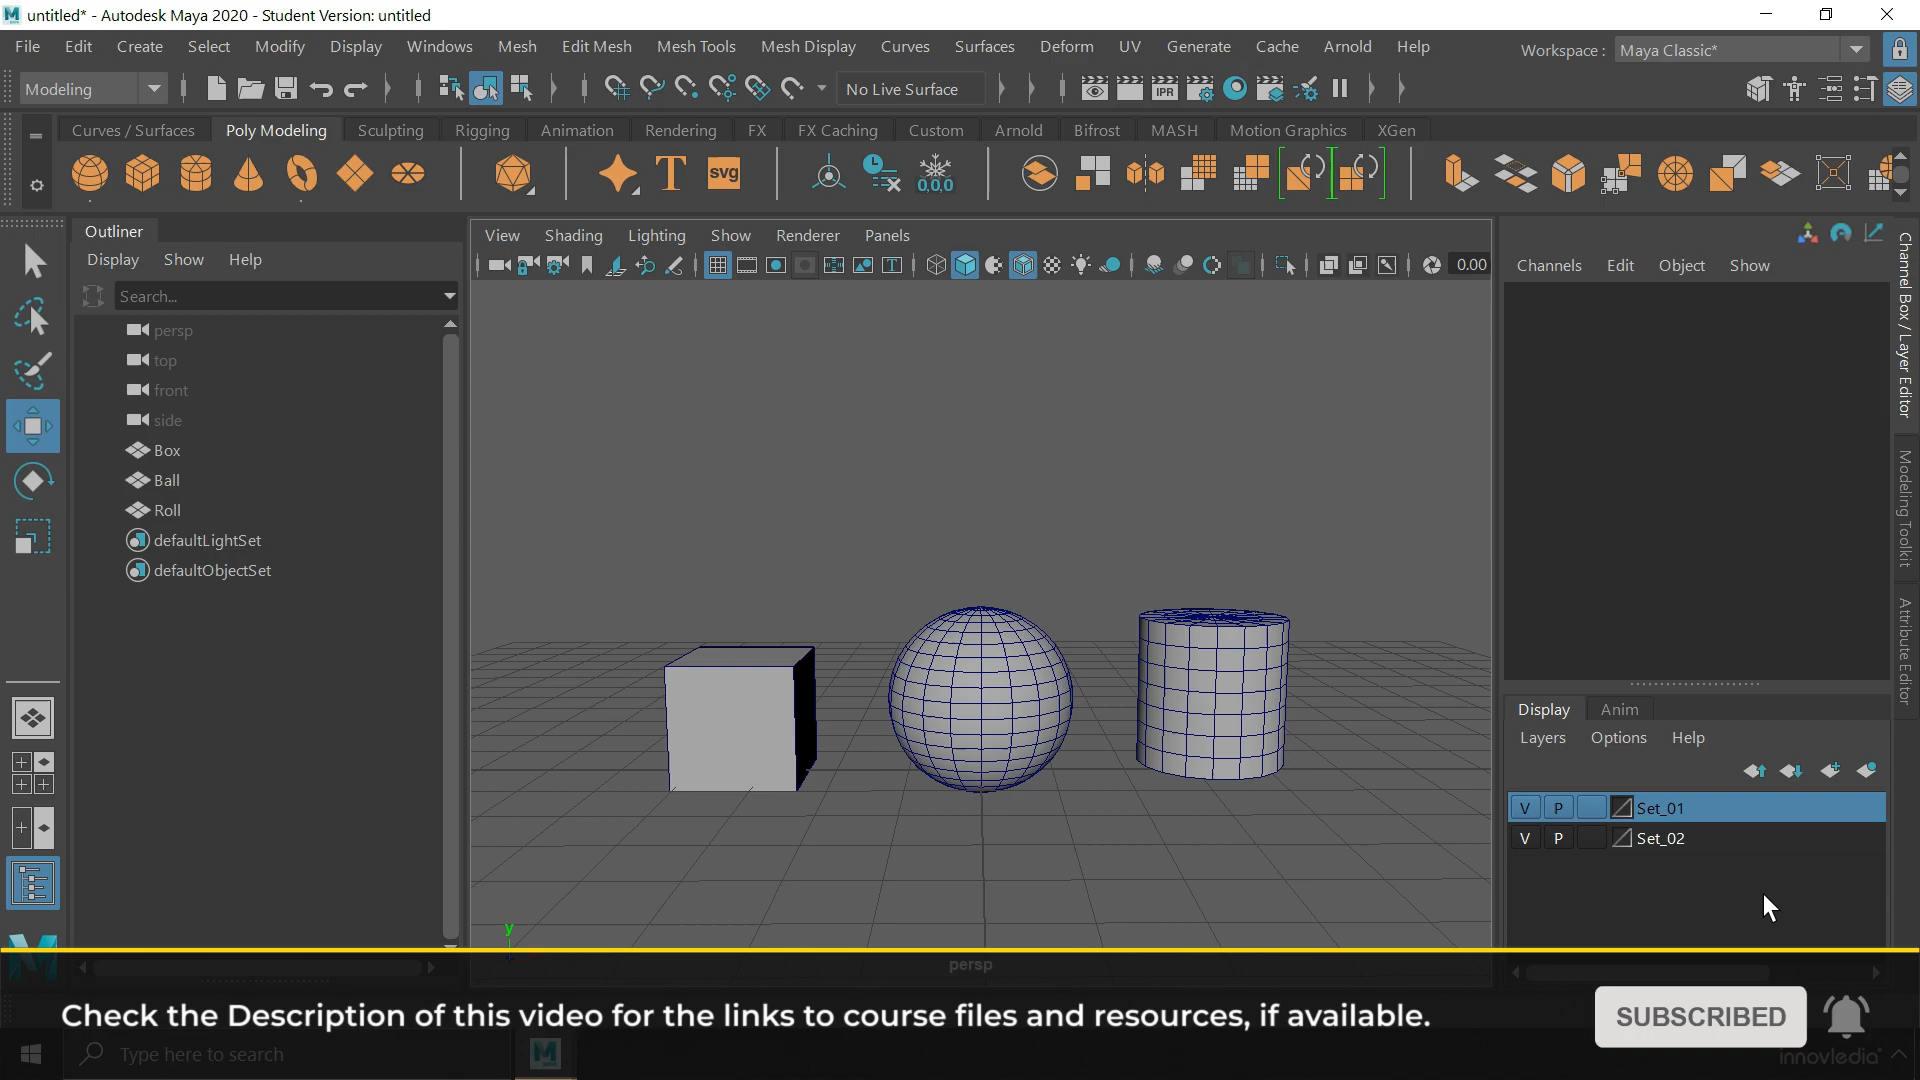 untitled* - Autodesk Maya 2020 - Student Version: untitled
File Edit Create Select Modify Display Windows Mesh Edit Mesh Mesh Tools Mesh Display Curves Surfaces Deform UV Generate Cache Arnold Help Workspace : Maya Classic*
Modeling No Live Surface IPR
Curves / Surfaces Poly Modeling Sculpting Rigging Animation Rendering FX FX Caching Custom Arnold Bifrost MASH Motion Graphics XGen
T svg 0,0,0
Outliner
Display Show Help
Search...
persp
top
front
side
Box
Ball
Roll
defaultLightSet
defaultObjectSet
View Shading Lighting Show Renderer Panels
0.00
y
persp
Channels Edit Object Show
Channel Box / Layer Editor
Modeling Toolkit
Attribute Editor
Display Anim
Layers Options Help
V P Set_01
V P Set_02
Check the Description of this video for the links to course files and resources, if available.
SUBSCRIBED
Type here to search
innovledia